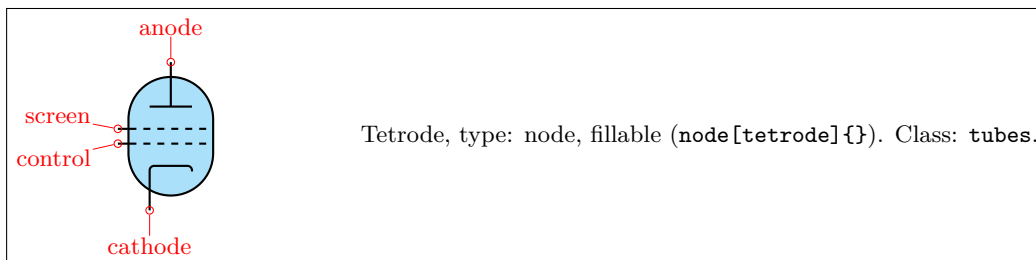 anode
screen
control
cathode
Tetrode, type: node, fillable (node[tetrode]{}). Class: tubes.